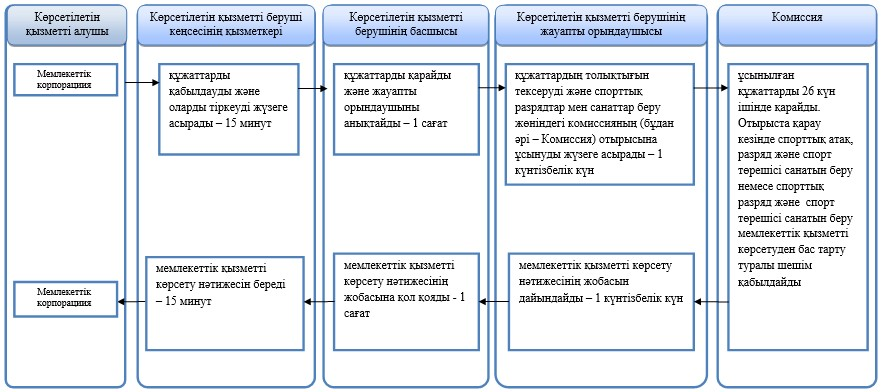 Көрсетілетін
қызметті алушы
Көрсетілетін қызметті беруші
кеңсесінің қызметкері
Көрсетілетін қызметті
берушінің басшысы
Көрсетілетін қызметті берушінің
жауапты орындаушысы
Комиссия
Мемлекеттік
корпорациия
құжаттарды
қабылдауды және
оларды тіркеуді жүзеге
асырады – 15 минут
құжаттарды қарайды
және жауапты
орындаушыны
анықтайды – 1 сағат
құжаттардың толықтығын
тексеруді және спорттық
разрядтар мен санаттар беру
жөніндегі комиссияның (бұдан
әрі – Комиссия) отырысына
ұсынуды жүзеге асырады – 1
күнтізбелік күн
ұсынылған
құжаттарды 26 күн
ішінде қарайды.
Отырыста қарау
кезінде спорттық атақ,
разряд және спорт
төрешісі санатын беру
немесе спорттық
разряд және спорт
төрешісі санатын беру
мемлекеттік қызметті
көрсетуден бас тарту
туралы шешім
қабылдайды
Мемлекеттік
корпорациия
мемлекеттік қызметті
көрсету нәтижесін береді
– 15 минут
мемлекеттік қызметті
көрсету нәтижесінің
жобасына қол қояды - 1
сағат
мемлекеттік қызметті көрсету
нәтижесінің жобасын
дайындайды – 1 күнтізбелік күн